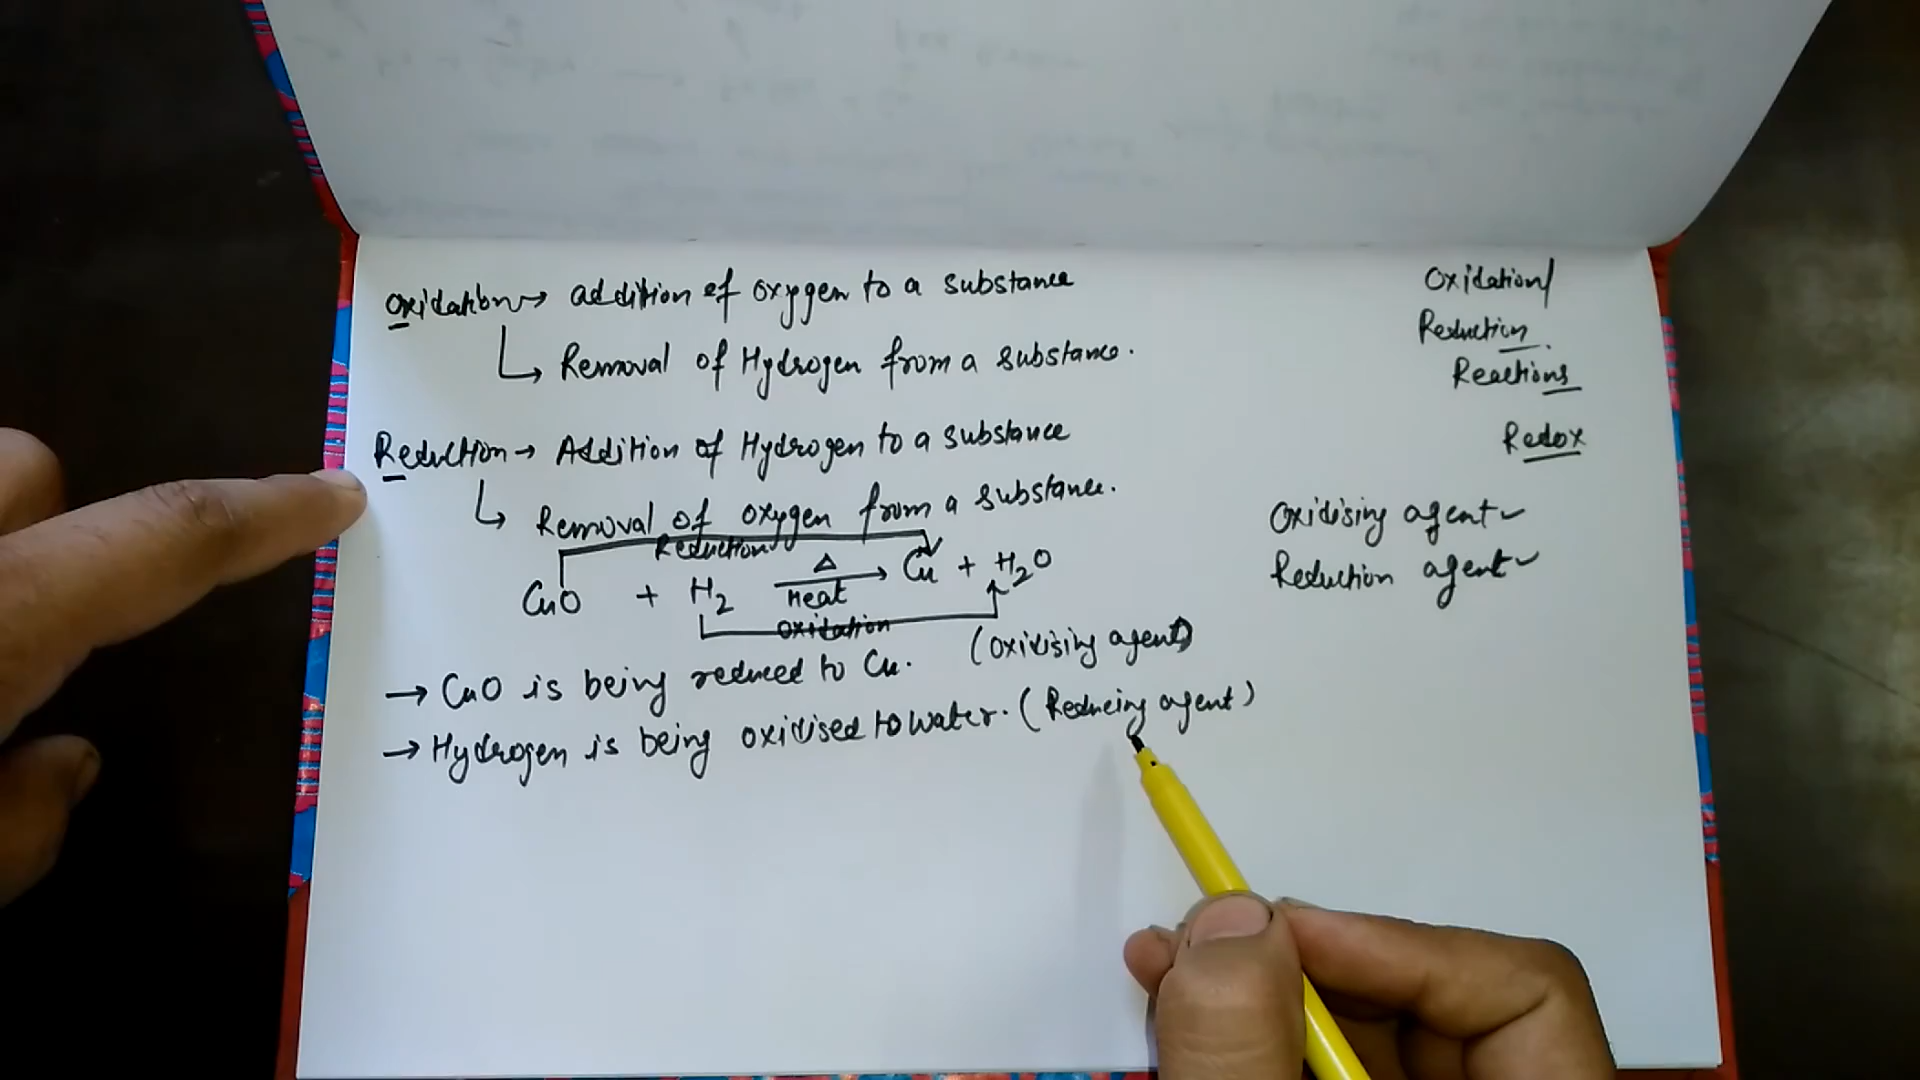 Oxidation → addition of oxygen to a substance
↳ Removal of Hydrogen from a substance.
Reduction → Addition of Hydrogen to a substance
↳ Removal of oxygen from a substance.
Reduction
CuO + H2 Δ → Cu + H2O
Heat
oxidation
→ CuO is being reduced to Cu. (Oxidising agent)
→ Hydrogen is being oxidised to water. (Reducing agent)
Oxidation/
Reduction
Reactions
Redox
Oxidising agent ✓
Reduction agent ✓